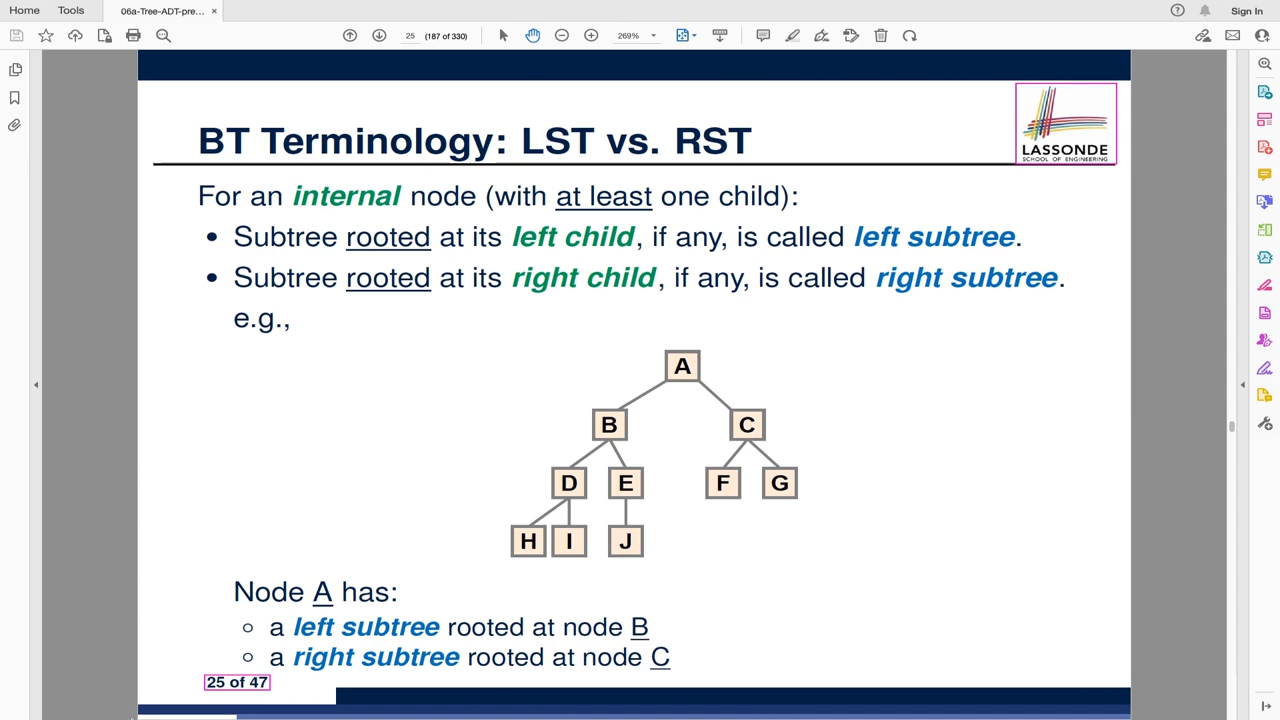 Home Tools 06a-Tree-ADT-pre... × Sign In
25 (187 of 330) 269%
LASSONDE
SCHOOL OF ENGINEERING
BT Terminology: LST vs. RST
For an internal node (with at least one child):
• Subtree rooted at its left child, if any, is called left subtree.
• Subtree rooted at its right child, if any, is called right subtree.
e.g.,
A
B C
D E F G
H I J
Node A has:
◦ a left subtree rooted at node B
◦ a right subtree rooted at node C
25 of 47